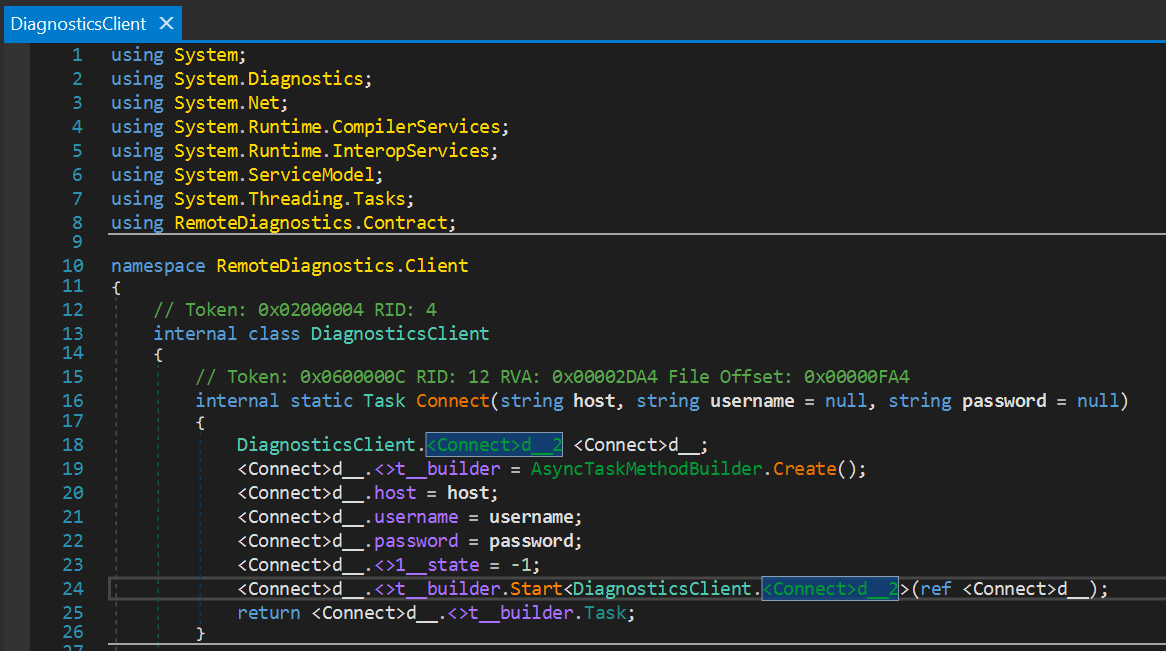 DiagnosticsClient ✕
1 using System;
2 using System.Diagnostics;
3 using System.Net;
4 using System.Runtime.CompilerServices;
5 using System.Runtime.InteropServices;
6 using System.ServiceModel;
7 using System.Threading.Tasks;
8 using RemoteDiagnostics.Contract;
9
10 namespace RemoteDiagnostics.Client
11 {
12 // Token: 0x02000004 RID: 4
13 internal class DiagnosticsClient
14 {
15 // Token: 0x0600000C RID: 12 RVA: 0x00002DA4 File Offset: 0x00000FA4
16 internal static Task Connect(string host, string username = null, string password = null)
17 {
18 DiagnosticsClient.<Connect>d__2 <Connect>d__;
19 <Connect>d__.<>t__builder = AsyncTaskMethodBuilder.Create();
20 <Connect>d__.host = host;
21 <Connect>d__.username = username;
22 <Connect>d__.password = password;
23 <Connect>d__.<>1__state = -1;
24 <Connect>d__.<>t__builder.Start<DiagnosticsClient.<Connect>d__2>(ref <Connect>d__);
25 return <Connect>d__.<>t__builder.Task;
26 }
27